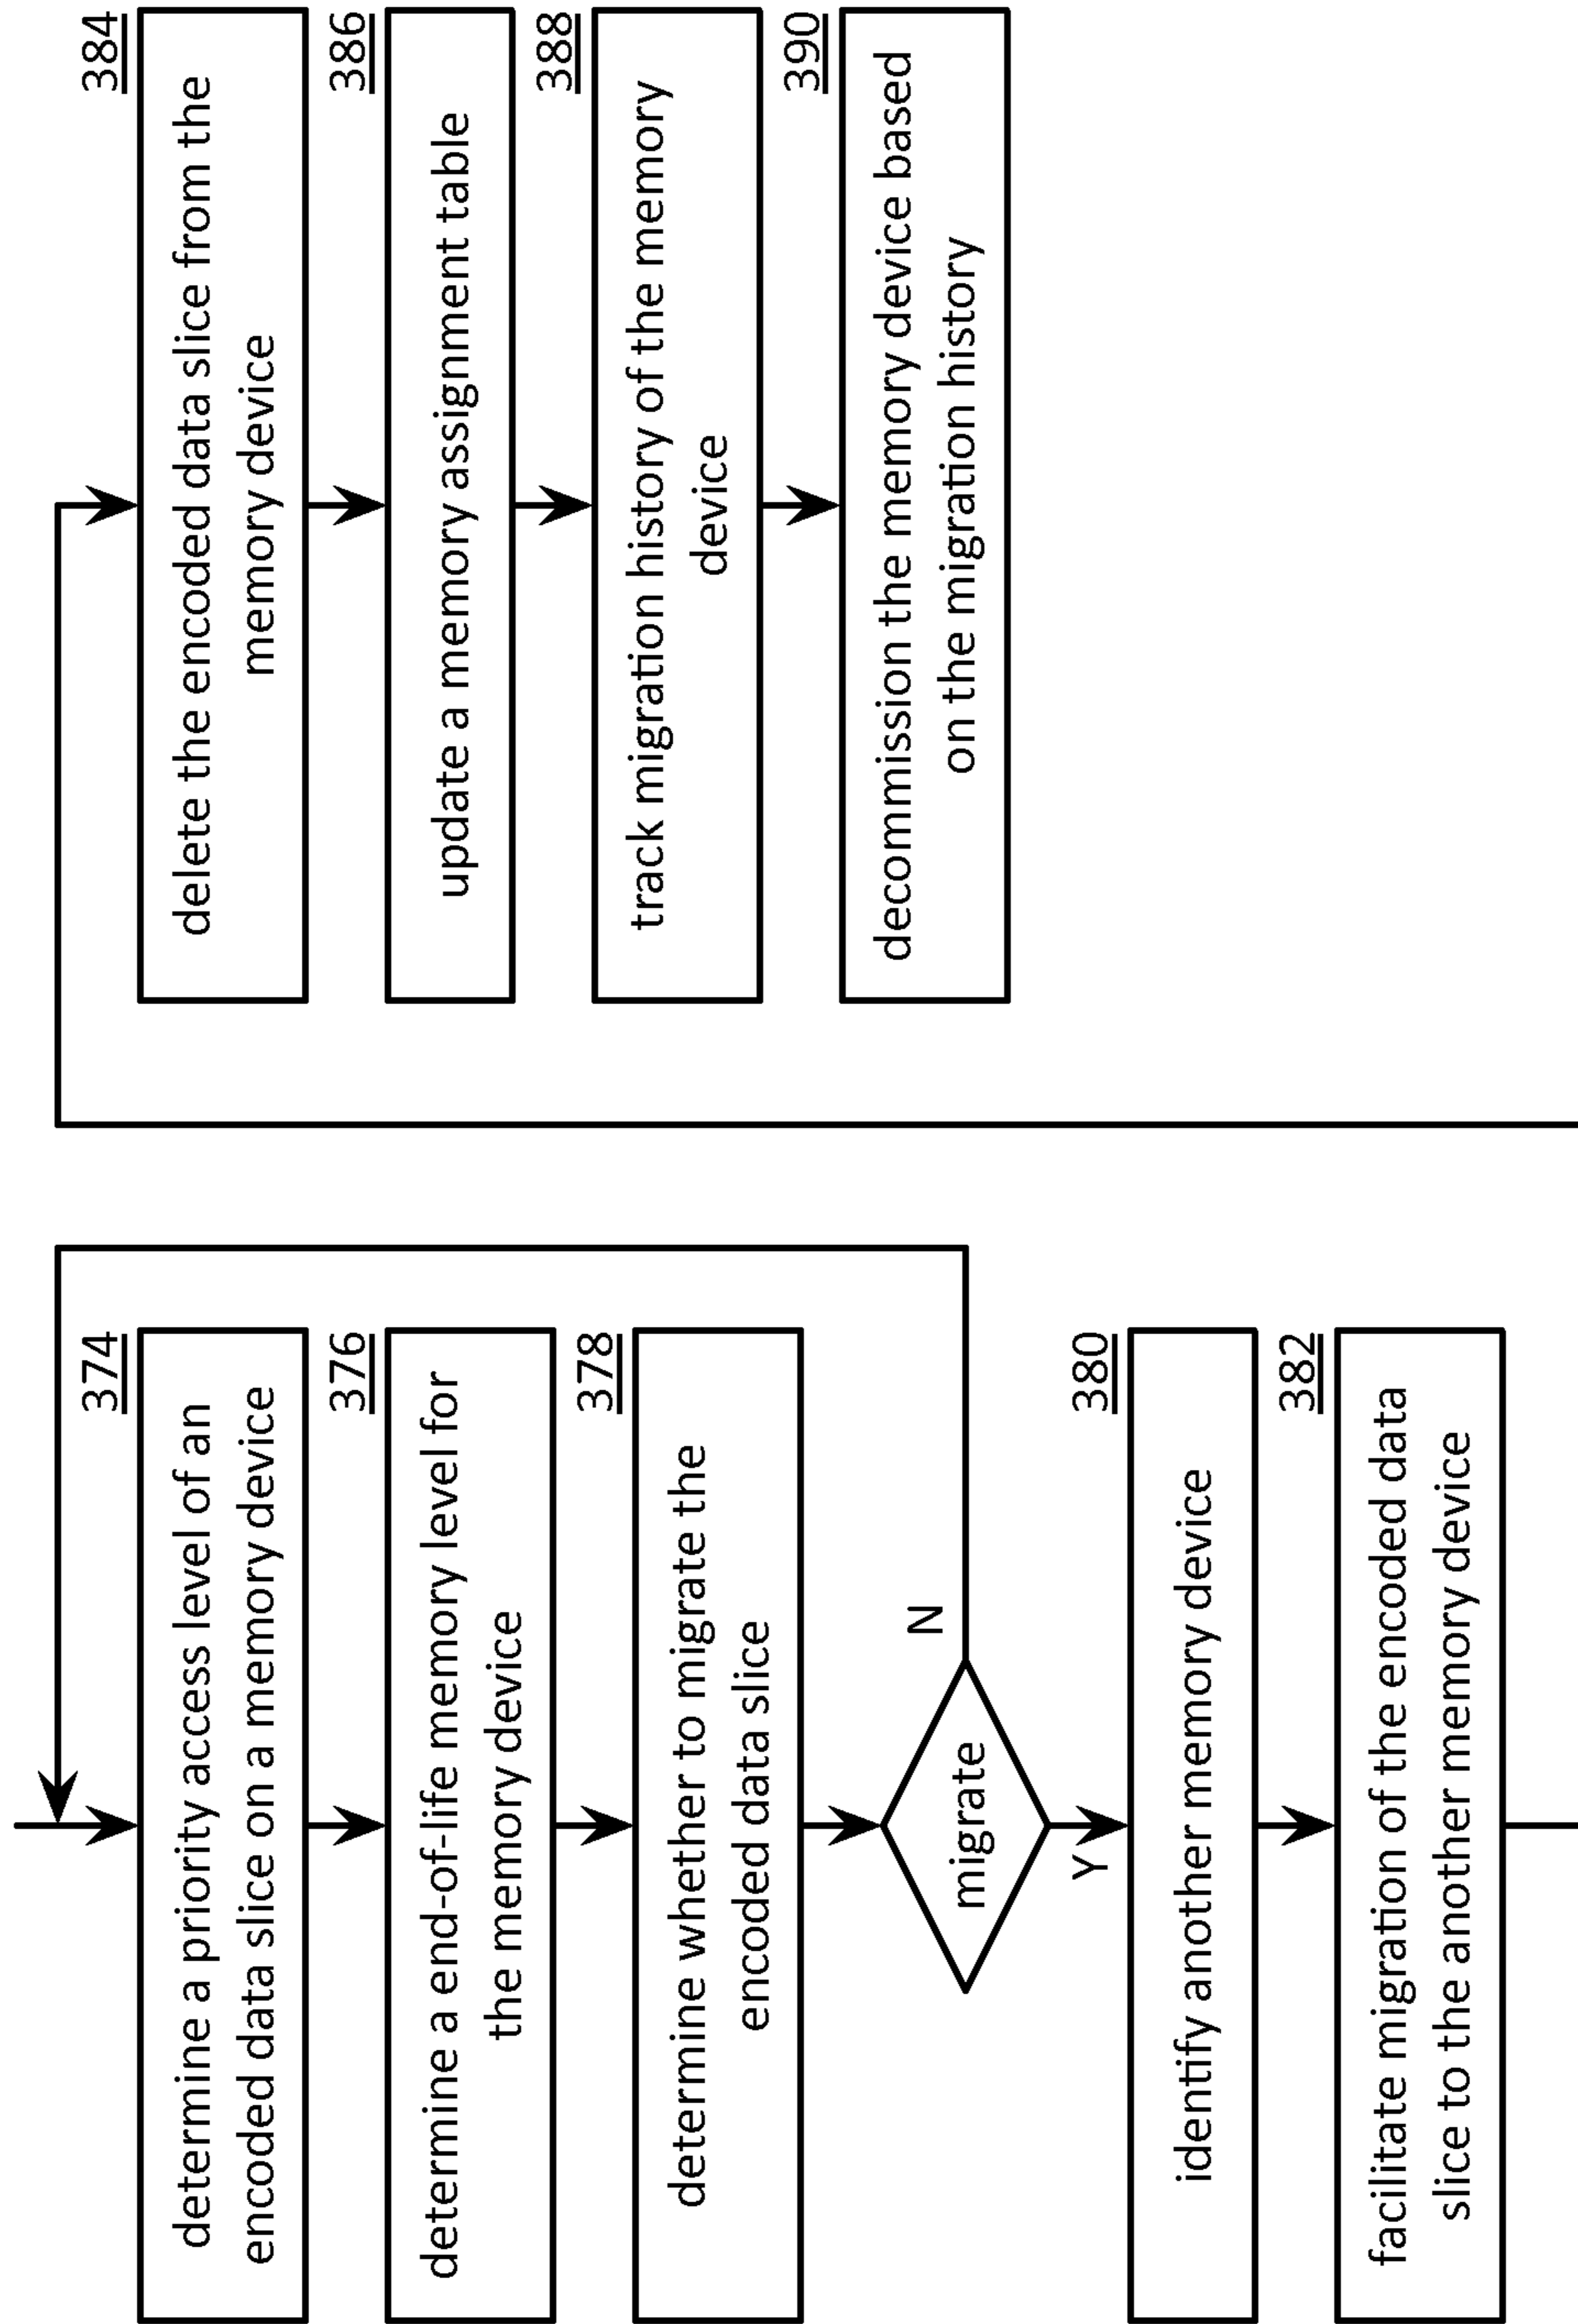 374
determine a priority access level of an
encoded data slice on a memory device
376
determine a end-of-life memory level for
the memory device
378
determine whether to migrate the
encoded data slice
migrate
N
Y
380
identify another memory device
382
facilitate migration of the encoded data
slice to the another memory device
384
delete the encoded data slice from the
memory device
386
update a memory assignment table
388
track migration history of the memory
device
390
decommission the memory device based
on the migration history